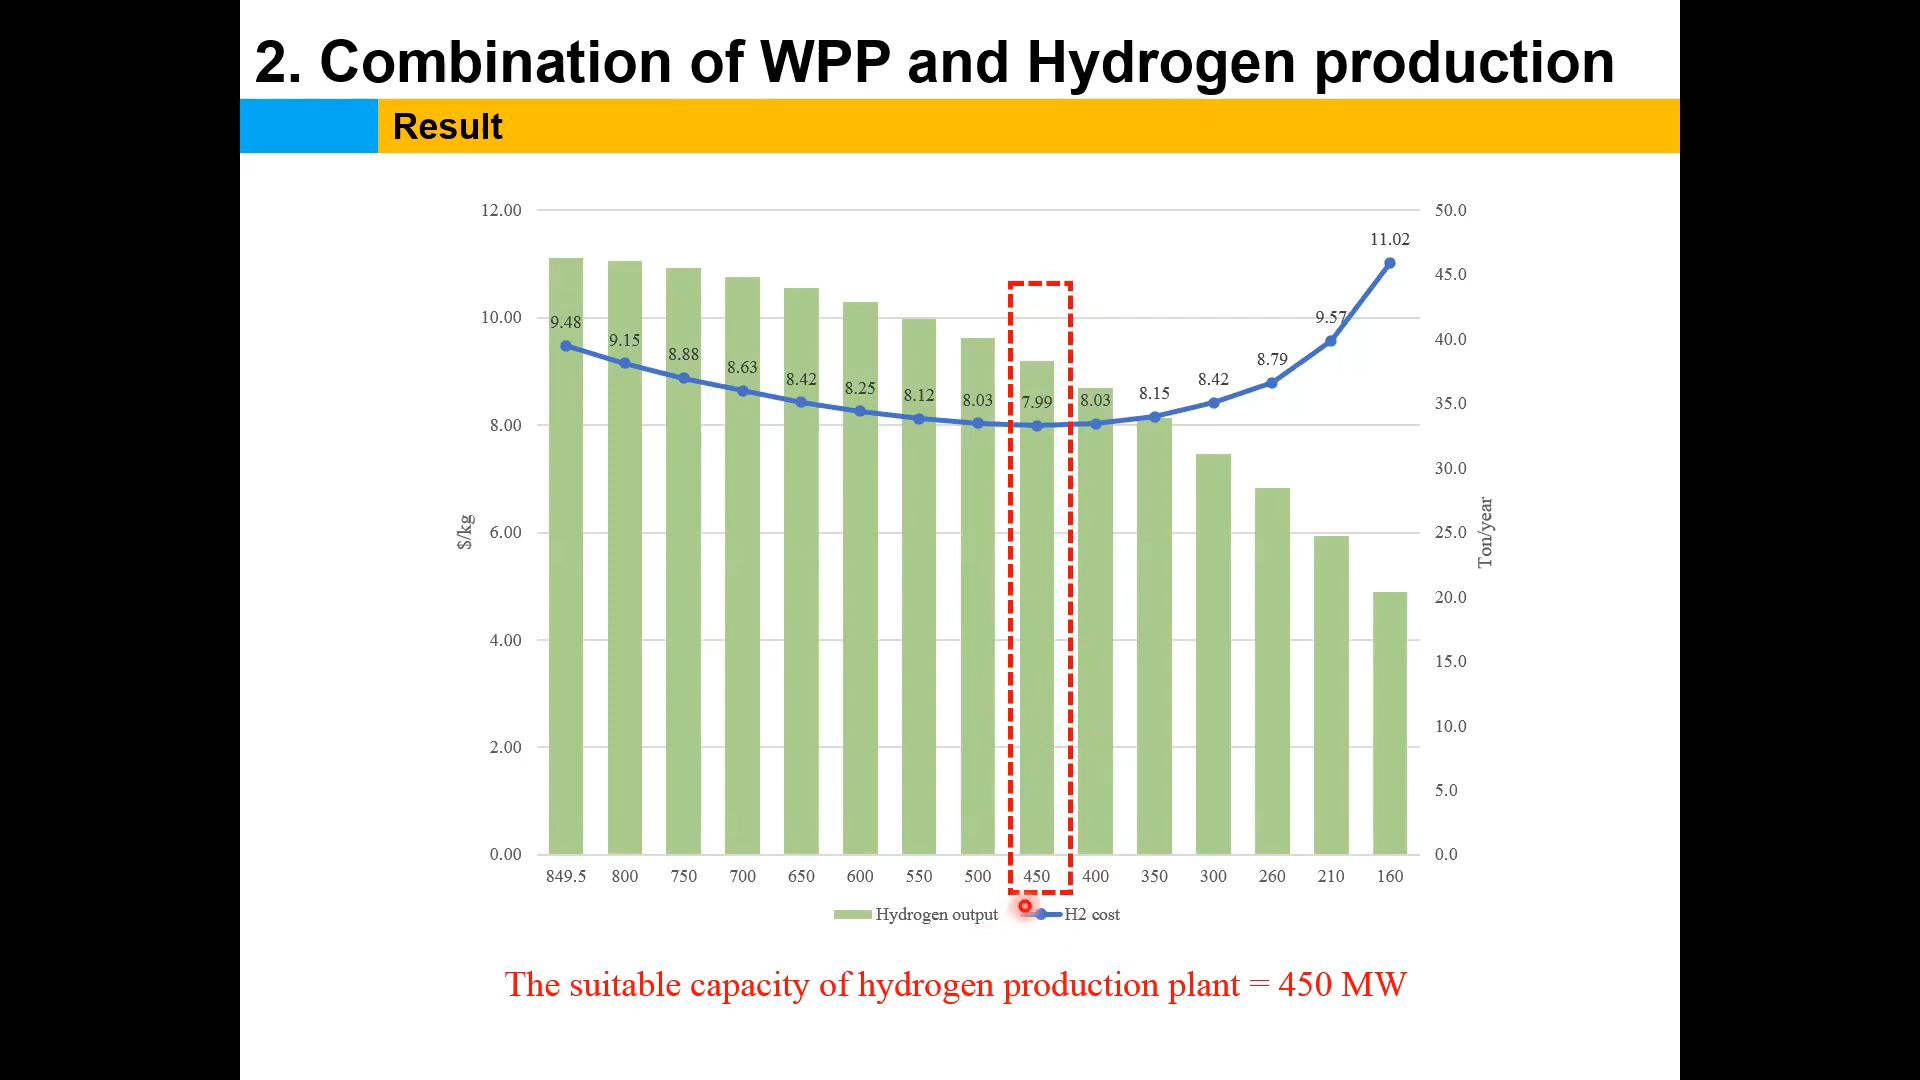 2. Combination of WPP and Hydrogen production
Result
12.00
10.00
8.00
6.00
4.00
2.00
0.00
$/kg
50.0
45.0
40.0
35.0
30.0
25.0
20.0
15.0
10.0
5.0
0.0
Ton/year
9.48 9.15 8.88 8.63 8.42 8.25 8.12 8.03 7.99 8.03 8.15 8.42 8.79 9.57 11.02
849.5 800 750 700 650 600 550 500 450 400 350 300 260 210 160
Hydrogen output H2 cost
The suitable capacity of hydrogen production plant = 450 MW